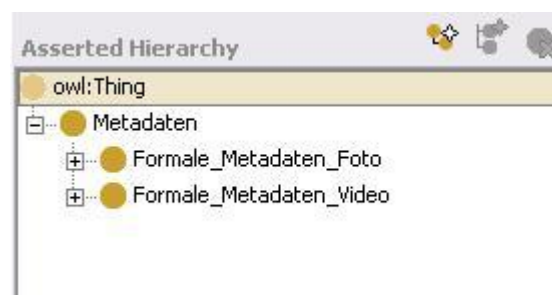 Asserted Hierarchy
owl:Thing
Metadaten
Formale_Metadaten_Foto
Formale_Metadaten_Video